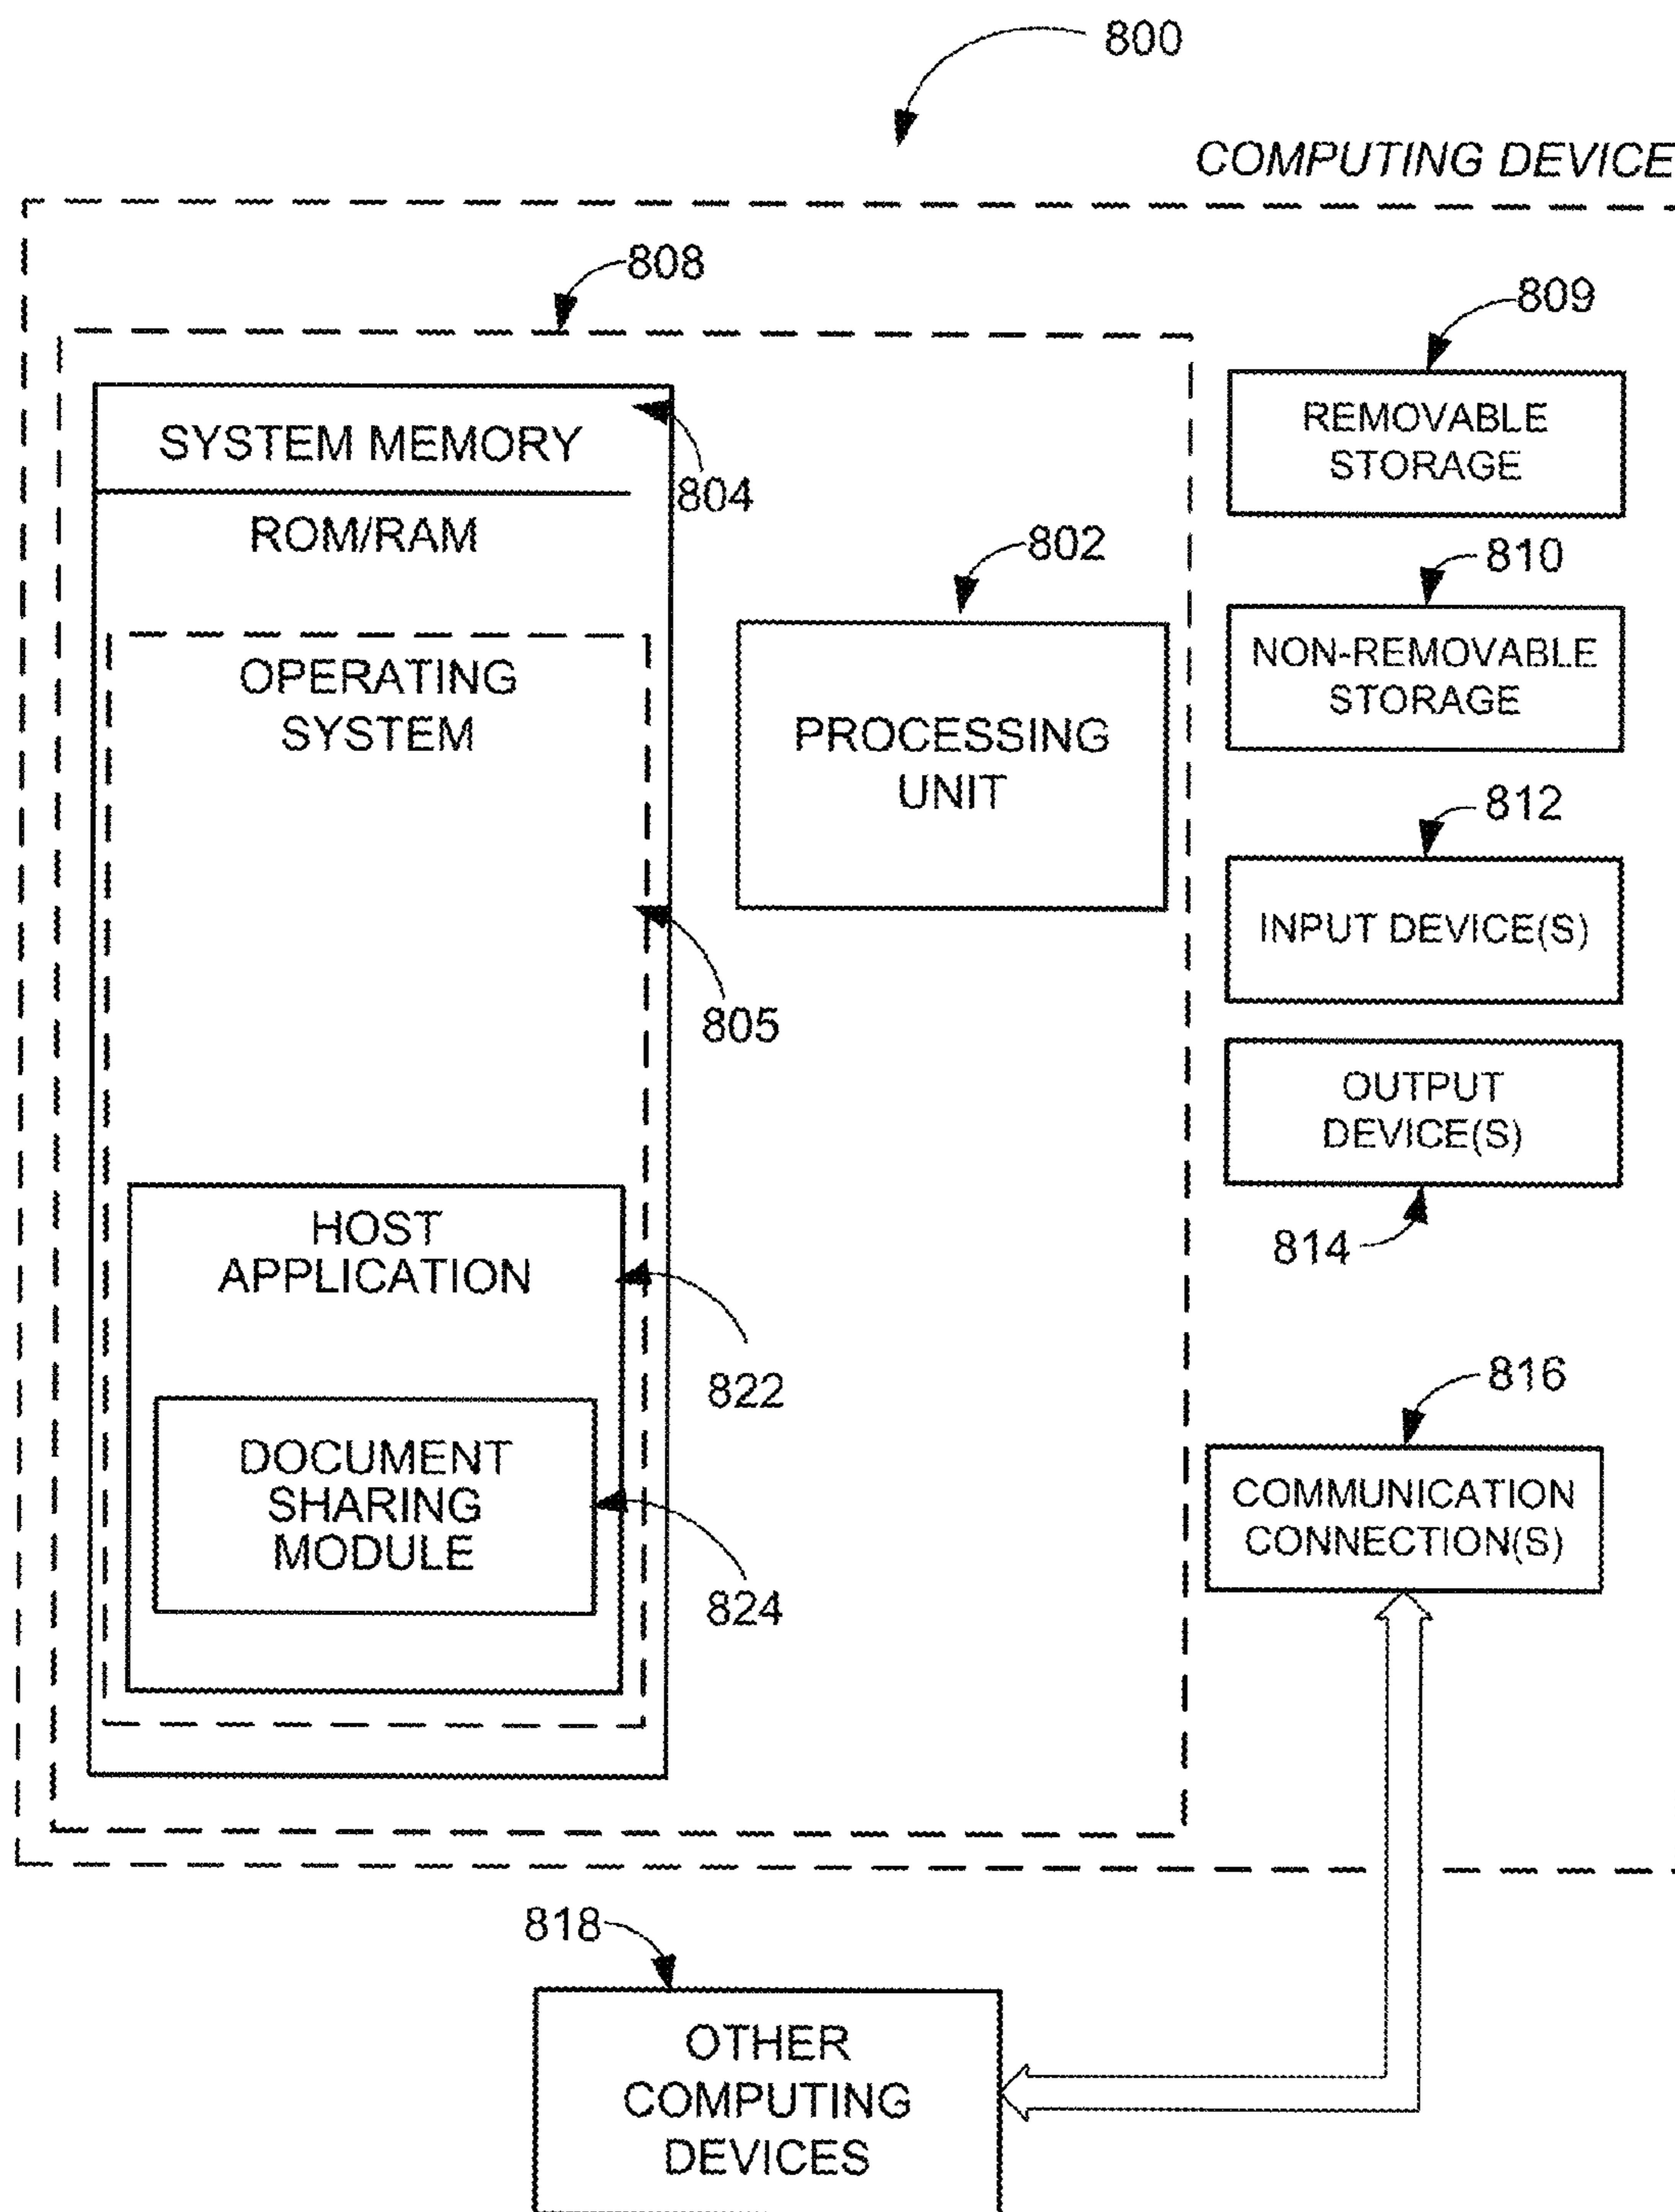 800
COMPUTING DEVICE
808
809
REMOVABLE
STORAGE
SYSTEM MEMORY
804
ROM/RAM
802
810
OPERATING
SYSTEM
NON-REMOVABLE
STORAGE
PROCESSING
UNIT
812
INPUT DEVICE(S)
805
OUTPUT
DEVICE(S)
814
HOST
APPLICATION
822
816
DOCUMENT
SHARING
MODULE
824
COMMUNICATION
CONNECTION(S)
818
OTHER
COMPUTING
DEVICES